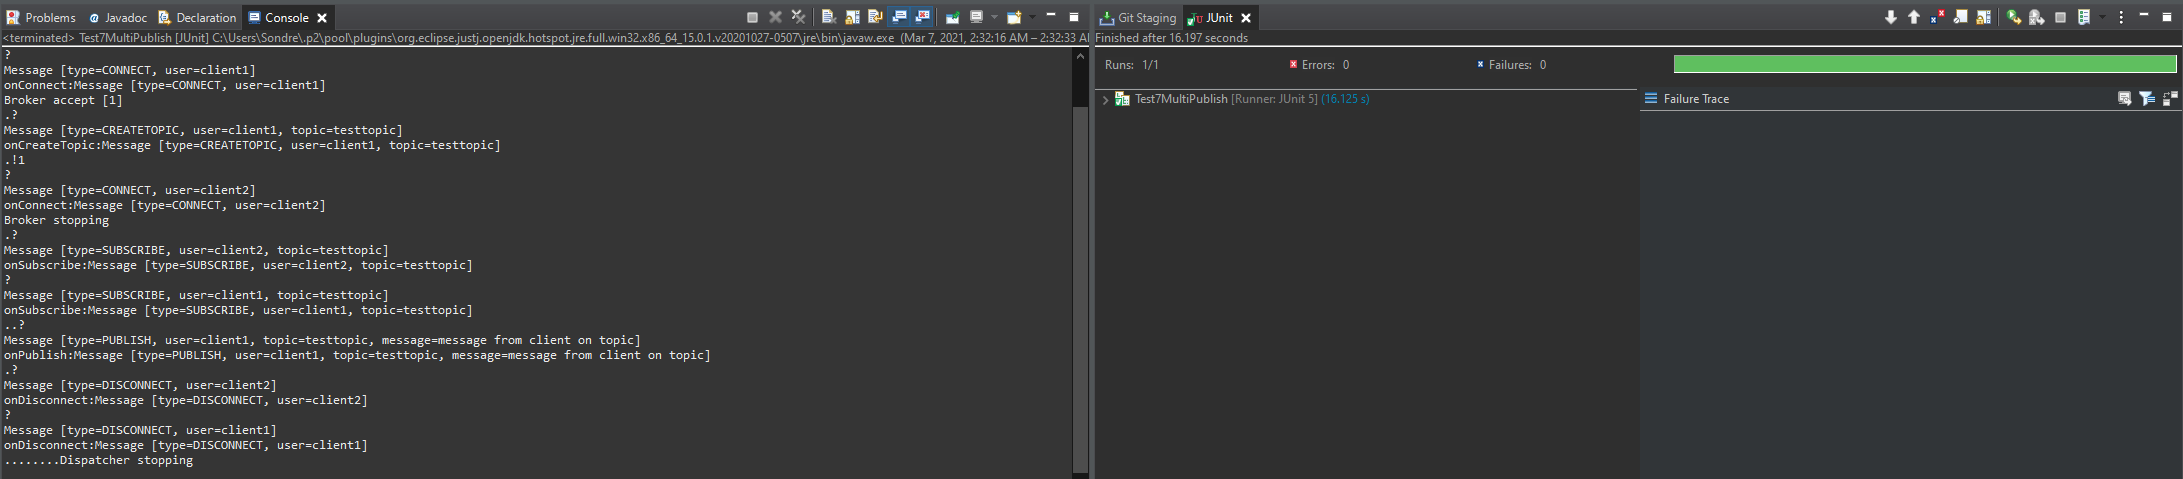 Problems Javadoc Declaration Console
<terminated> Test7MultiPublish [JUnit] C:\Users\Sondre\.p2\pool\plugins\org.eclipse.justj.openjdk.hotspot.jre.full.win32.x86_64_15.0.1.v20201027-0507\jre\bin\javaw.exe (Mar 7, 2021, 2:32:16 AM – 2:32:33 A
?
Message [type=CONNECT, user=client1]
onConnect:Message [type=CONNECT, user=client1]
Broker accept [1]
.?
Message [type=CREATETOPIC, user=client1, topic=testtopic]
onCreateTopic:Message [type=CREATETOPIC, user=client1, topic=testtopic]
.!1
?
Message [type=CONNECT, user=client2]
onConnect:Message [type=CONNECT, user=client2]
Broker stopping
.?
Message [type=SUBSCRIBE, user=client2, topic=testtopic]
onSubscribe:Message [type=SUBSCRIBE, user=client2, topic=testtopic]
?
Message [type=SUBSCRIBE, user=client1, topic=testtopic]
onSubscribe:Message [type=SUBSCRIBE, user=client1, topic=testtopic]
..?
Message [type=PUBLISH, user=client1, topic=testtopic, message=message from client on topic]
onPublish:Message [type=PUBLISH, user=client1, topic=testtopic, message=message from client on topic]
.?
Message [type=DISCONNECT, user=client2]
onDisconnect:Message [type=DISCONNECT, user=client2]
?
Message [type=DISCONNECT, user=client1]
onDisconnect:Message [type=DISCONNECT, user=client1]
........Dispatcher stopping
Git Staging JUnit
Finished after 16.197 seconds
Runs: 1/1 Errors: 0 Failures: 0
Test7MultiPublish [Runner: JUnit 5] (16.125 s)
Failure Trace